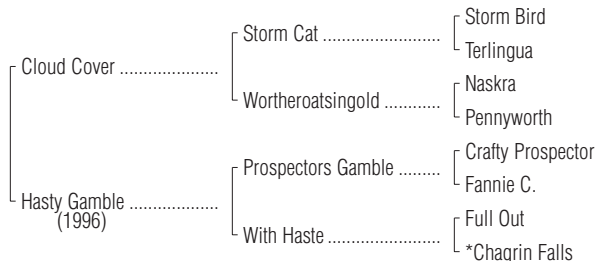 Storm Bird
Storm Cat ........................
Terlingua
Cloud Cover ....................
Naskra
Wortheroatsingold ............
Pennyworth
Crafty Prospector
Prospectors Gamble .........
Fannie C.
Hasty Gamble ..................
(1996)
Full Out
With Haste .......................
*Chagrin Falls